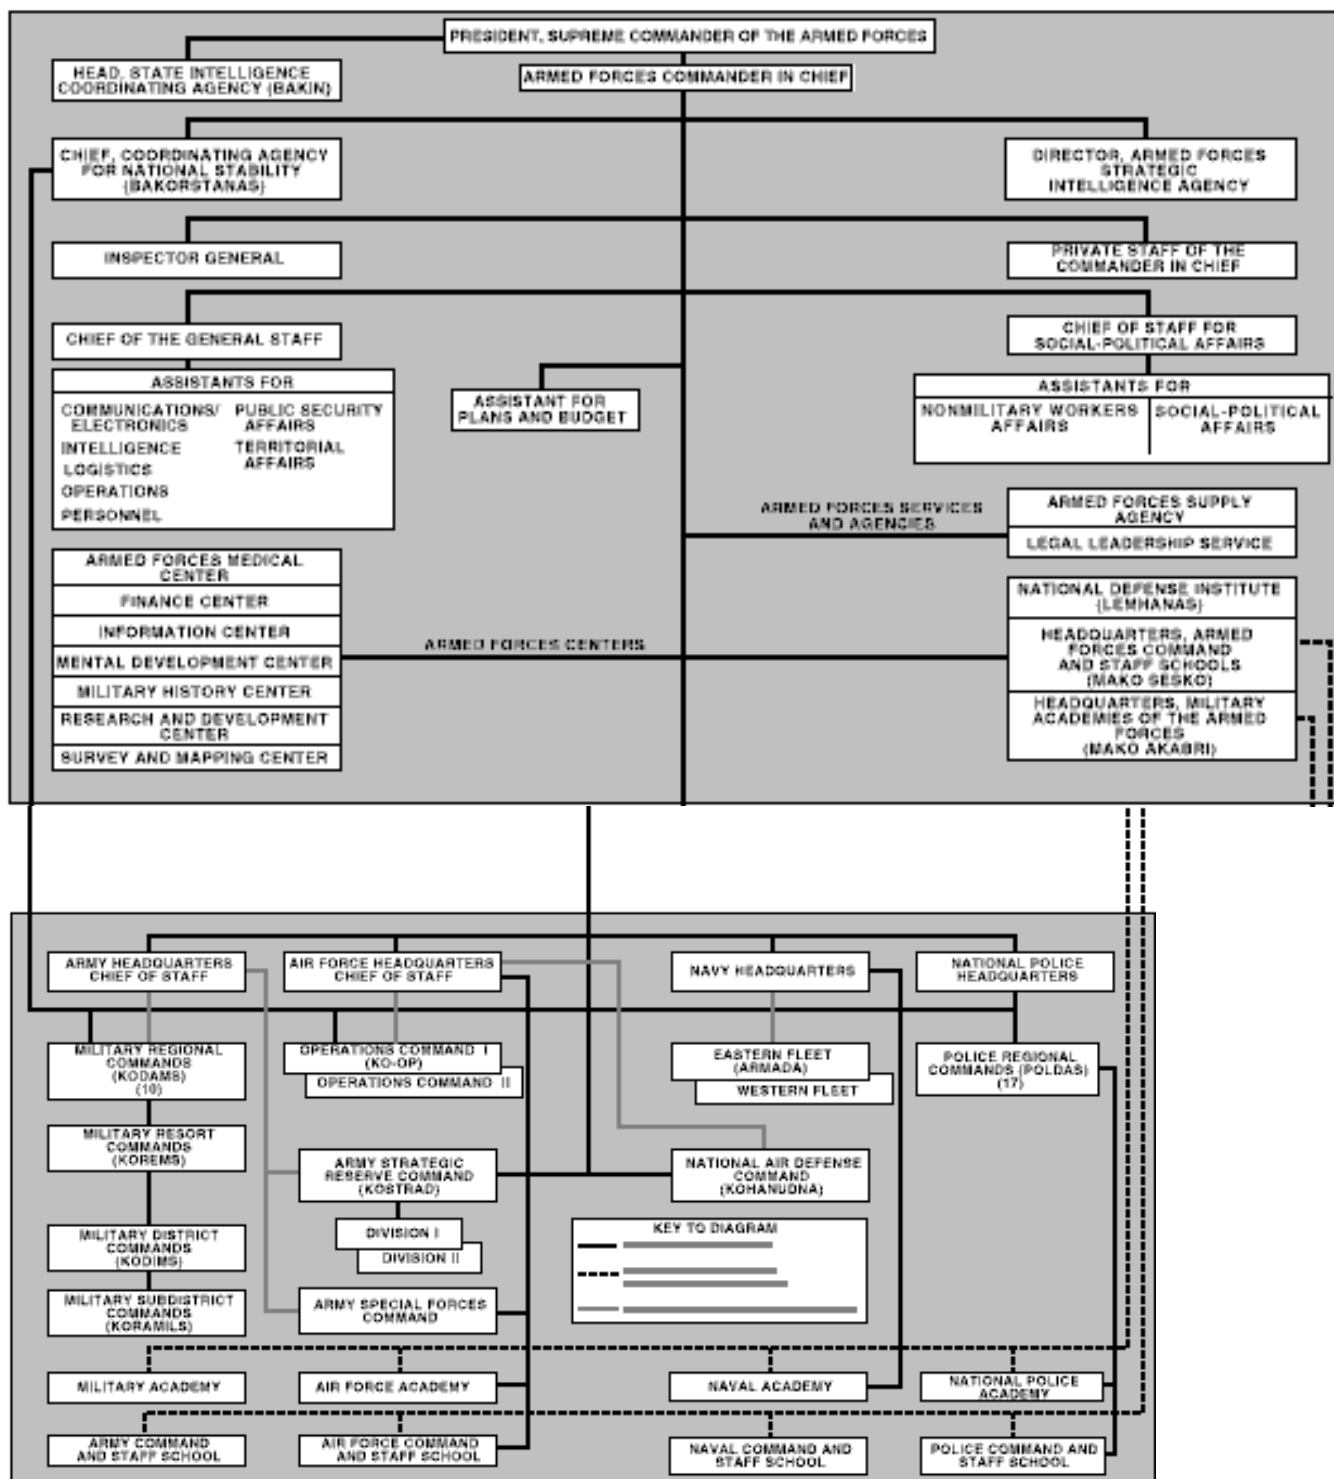 PRESIDENT, SUPREME COMMANDER OF THE ARMED FORCES
HEAD, STATE INTELLIGENCE
COORDINATING AGENCY (BAKIN)
ARMED FORCES COMMANDER IN CHIEF
CHIEF, COORDINATING AGENCY
FOR NATIONAL STABILITY
(BAKORSTANAS)
DIRECTOR, ARMED FORCES
STRATEGIC
INTELLIGENCE AGENCY
INSPECTOR GENERAL
PRIVATE STAFF OF THE
COMMANDER IN CHIEF
CHIEF OF THE GENERAL STAFF
CHIEF OF STAFF FOR
SOCIAL-POLITICAL AFFAIRS
ASSISTANTS FOR
COMMUNICATIONS/
ELECTRONICS
INTELLIGENCE
LOGISTICS
OPERATIONS
PERSONNEL
PUBLIC SECURITY
AFFAIRS
TERRITORIAL
AFFAIRS
ASSISTANT FOR
PLANS AND BUDGET
ASSISTANTS FOR
NONMILITARY WORKERS
AFFAIRS
SOCIAL-POLITICAL
AFFAIRS
ARMED FORCES SERVICES
AND AGENCIES
ARMED FORCES SUPPLY
AGENCY
LEGAL LEADERSHIP SERVICE
ARMED FORCES MEDICAL
CENTER
FINANCE CENTER
INFORMATION CENTER
MENTAL DEVELOPMENT CENTER
MILITARY HISTORY CENTER
RESEARCH AND DEVELOPMENT
CENTER
SURVEY AND MAPPING CENTER
ARMED FORCES CENTERS
NATIONAL DEFENSE INSTITUTE
(LEMHANAS)
HEADQUARTERS, ARMED
FORCES COMMAND
AND STAFF SCHOOLS
(MAKO SESKO)
HEADQUARTERS, MILITARY
ACADEMIES OF THE ARMED
FORCES
(MAKO AKABRI)
ARMY HEADQUARTERS
CHIEF OF STAFF
AIR FORCE HEADQUARTERS
CHIEF OF STAFF
NAVY HEADQUARTERS
NATIONAL POLICE
HEADQUARTERS
MILITARY REGIONAL
COMMANDS
(KODAMS)
(10)
OPERATIONS COMMAND I
(KO-OP)
OPERATIONS COMMAND II
EASTERN FLEET
(ARMADA)
WESTERN FLEET
POLICE REGIONAL
COMMANDS (POLDAS)
(17)
MILITARY RESORT
COMMANDS
(KOREMS)
ARMY STRATEGIC
RESERVE COMMAND
(KOSTRAD)
NATIONAL AIR DEFENSE
COMMAND
(KOHANUDNA)
MILITARY DISTRICT
COMMANDS
(KODIMS)
DIVISION I
DIVISION II
KEY TO DIAGRAM
MILITARY SUBDISTRICT
COMMANDS
(KORAMILS)
ARMY SPECIAL FORCES
COMMAND
MILITARY ACADEMY
AIR FORCE ACADEMY
NAVAL ACADEMY
NATIONAL POLICE
ACADEMY
ARMY COMMAND
AND STAFF SCHOOL
AIR FORCE COMMAND
AND STAFF SCHOOL
NAVAL COMMAND AND
STAFF SCHOOL
POLICE COMMAND AND
STAFF SCHOOL